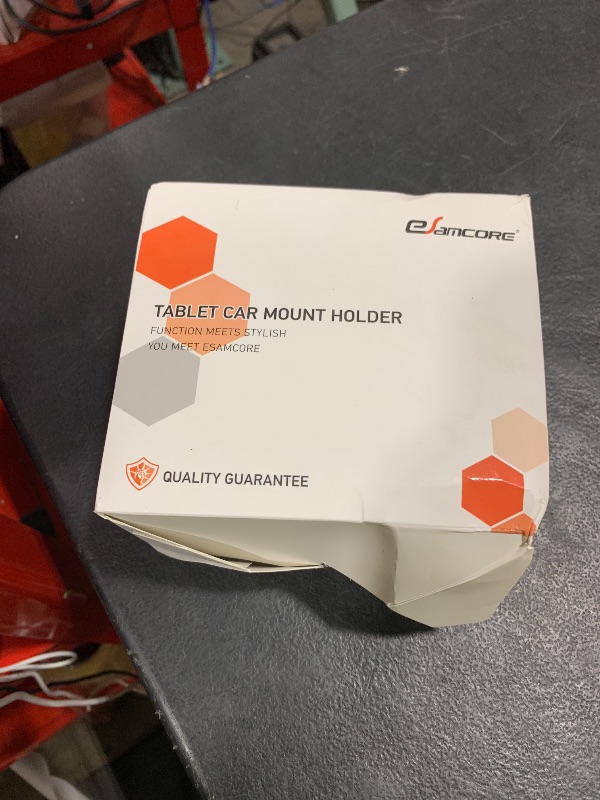 eSamcore®
TABLET CAR MOUNT HOLDER
FUNCTION MEETS STYLISH
YOU MEET ESAMCORE
QUALITY GUARANTEE